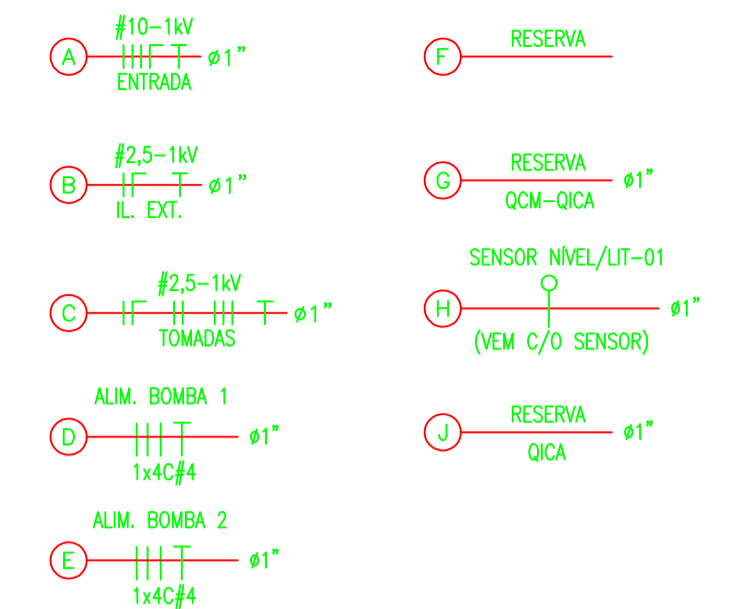 #10-1kV
A ø1"
ENTRADA
#2,5-1kV
B ø1"
IL. EXT.
#2,5-1kV
C ø1"
TOMADAS
ALIM. BOMBA 1
D ø1"
1x4C#4
ALIM. BOMBA 2
E ø1"
1x4C#4
RESERVA
F
RESERVA
G ø1"
QCM-QICA
SENSOR NÍVEL/LIT-01
H ø1"
(VEM C/O SENSOR)
RESERVA
J ø1"
QICA